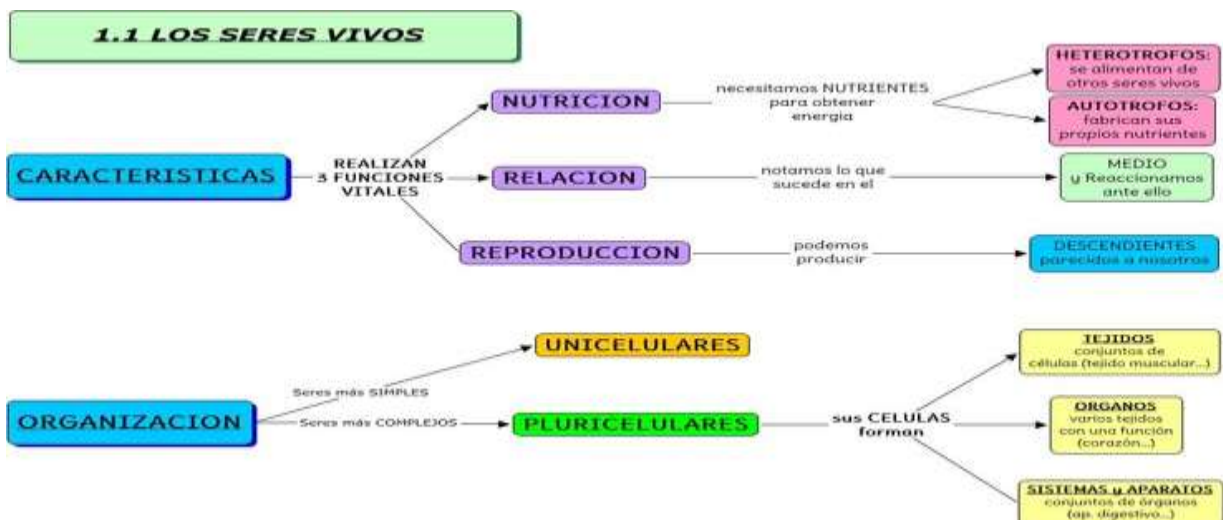 1.1 LOS SERES VIVOS
CARACTERISTICAS
REALIZAN
3 FUNCIONES
VITALES
NUTRICION
necesitamos NUTRIENTES
para obtener
energia
HETEROTROFOS:
se alimentan de
otros seres vivos
AUTOTROFOS:
fabrican sus
propios nutrientes
RELACION
notamos lo que
sucede en el
MEDIO
y Reaccionamos
ante ello
REPRODUCCION
podemos
producir
DESCENDIENTES
parecidos a nosotros
ORGANIZACION
Seres más SIMPLES
UNICELULARES
Seres más COMPLEJOS
PLURICELULARES
sus CELULAS
forman
TEJIDOS
conjuntos de
células (tejido muscular...)
ORGANOS
varios tejidos
con una función
(corazón...)
SISTEMAS y APARATOS
conjuntos de órganos
(ap. digestivo...)